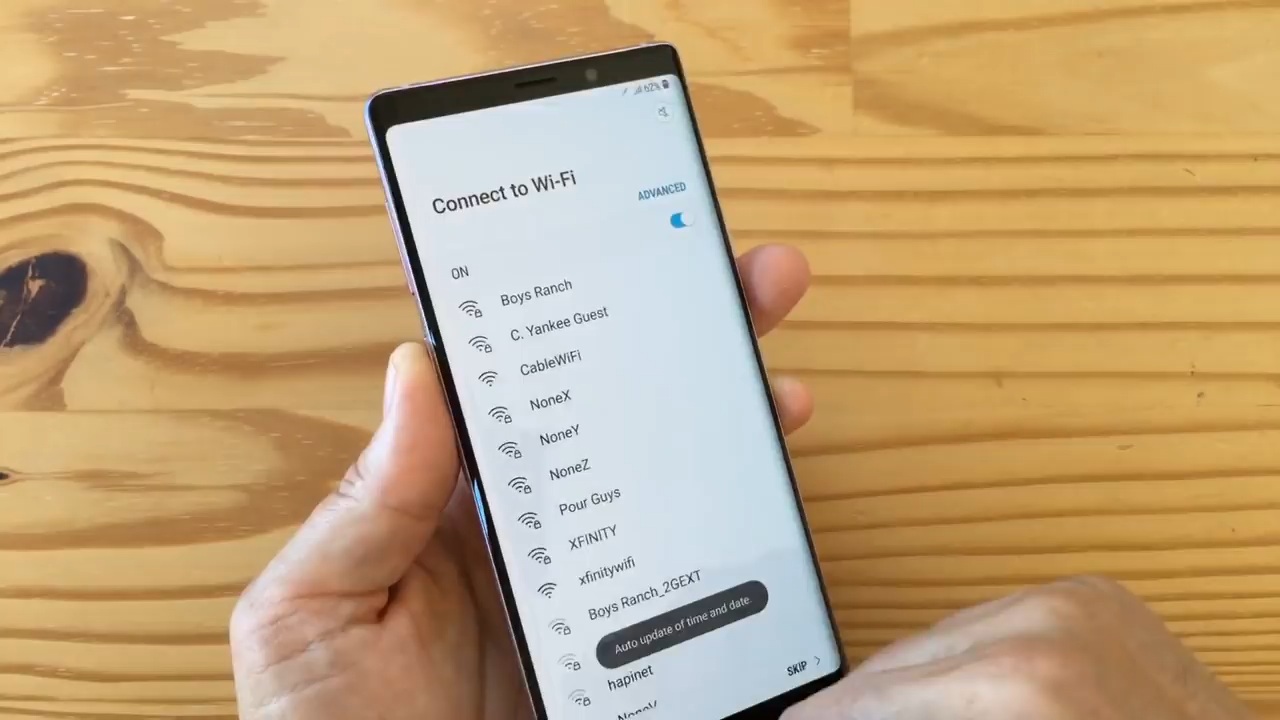 62%
Connect to Wi-Fi
ADVANCED
ON
Boys Ranch
C. Yankee Guest
CableWiFi
NoneX
NoneY
NoneZ
Pour Guys
XFINITY
xfinitywifi
Boys Ranch_2GEXT
Auto update of time and date.
hapinet
SKIP